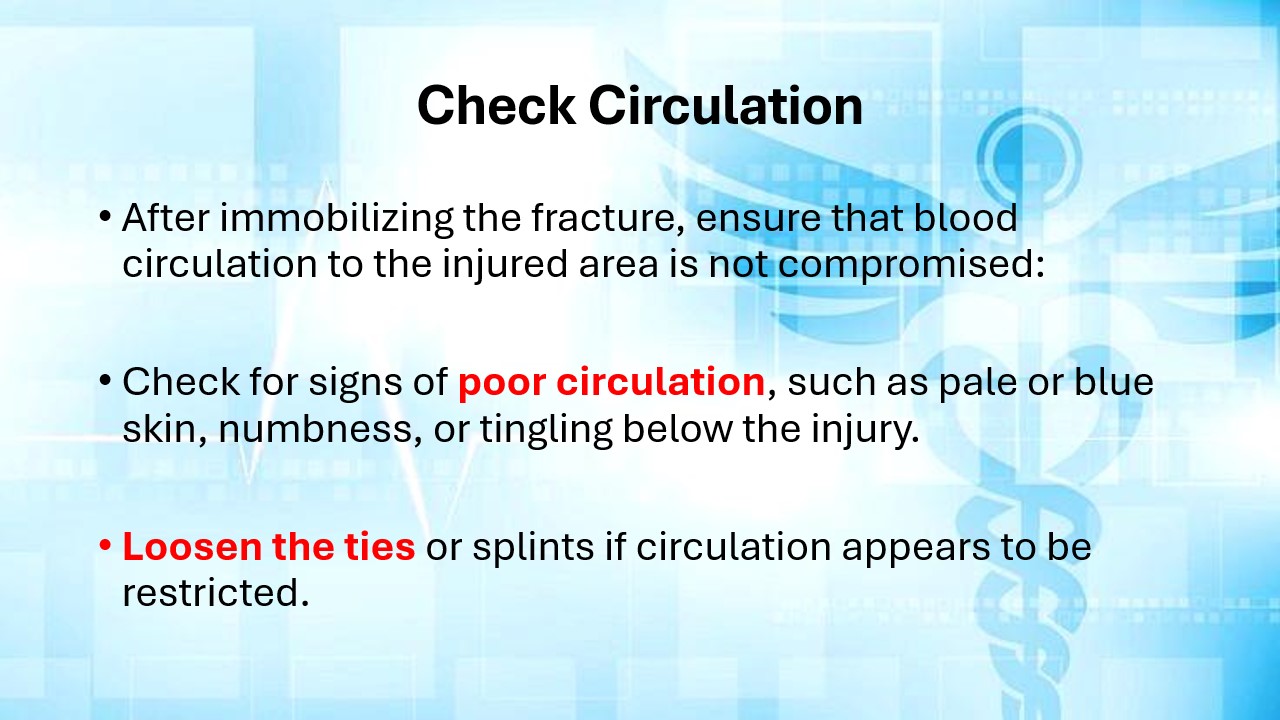 Check Circulation
• After immobilizing the fracture, ensure that blood
circulation to the injured area is not compromised:
• Check for signs of poor circulation, such as pale or blue
skin, numbness, or tingling below the injury.
• Loosen the ties or splints if circulation appears to be
restricted.